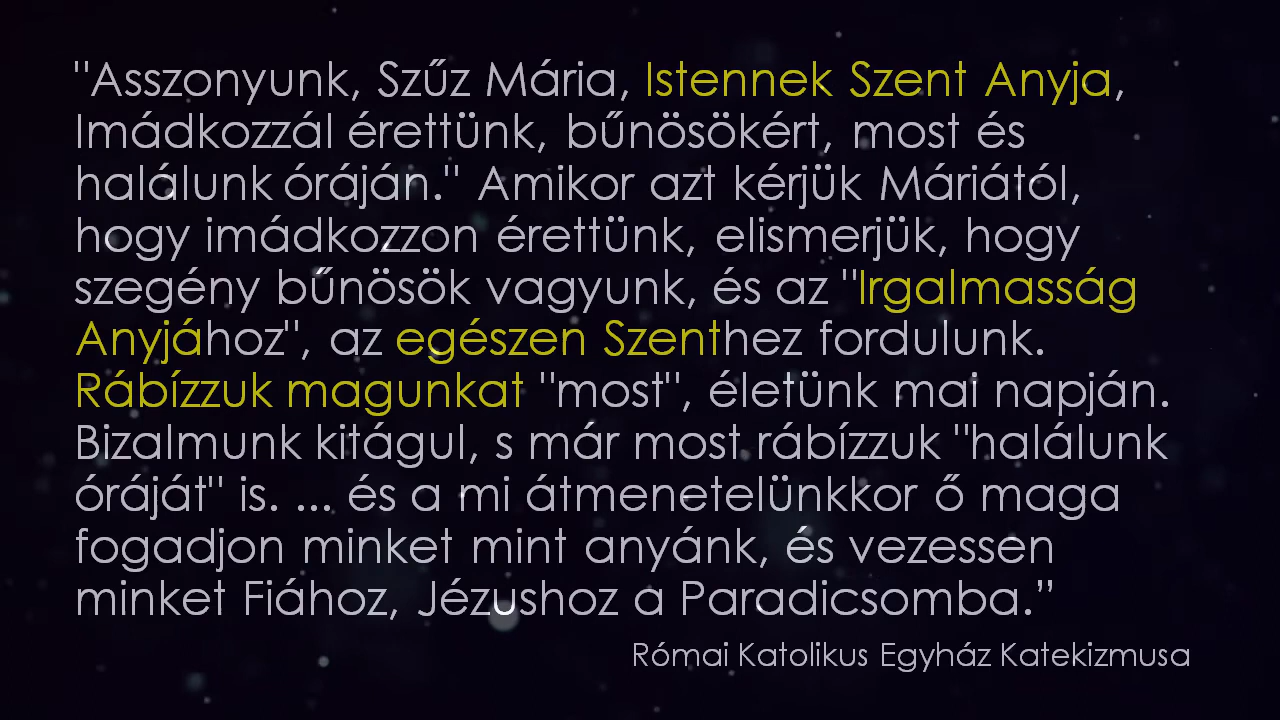 "Asszonyunk, Szűz Mária, Istennek Szent Anyja,
Imádkozzál érettünk, bűnösökért, most és
halálunk óráján." Amikor azt kérjük Máriától,
hogy imádkozzon érettünk, elismerjük, hogy
szegény bűnösök vagyunk, és az "Irgalmasság
Anyjához", az egészen Szenthez fordulunk.
Rábízzuk magunkat "most", életünk mai napján.
Bizalmunk kitágul, s már most rábízzuk "halálunk
óráját" is. ... és a mi átmenetelünkkor ő maga
fogadjon minket mint anyánk, és vezessen
minket Fiához, Jézushoz a Paradicsomba.”
Római Katolikus Egyház Katekizmusa